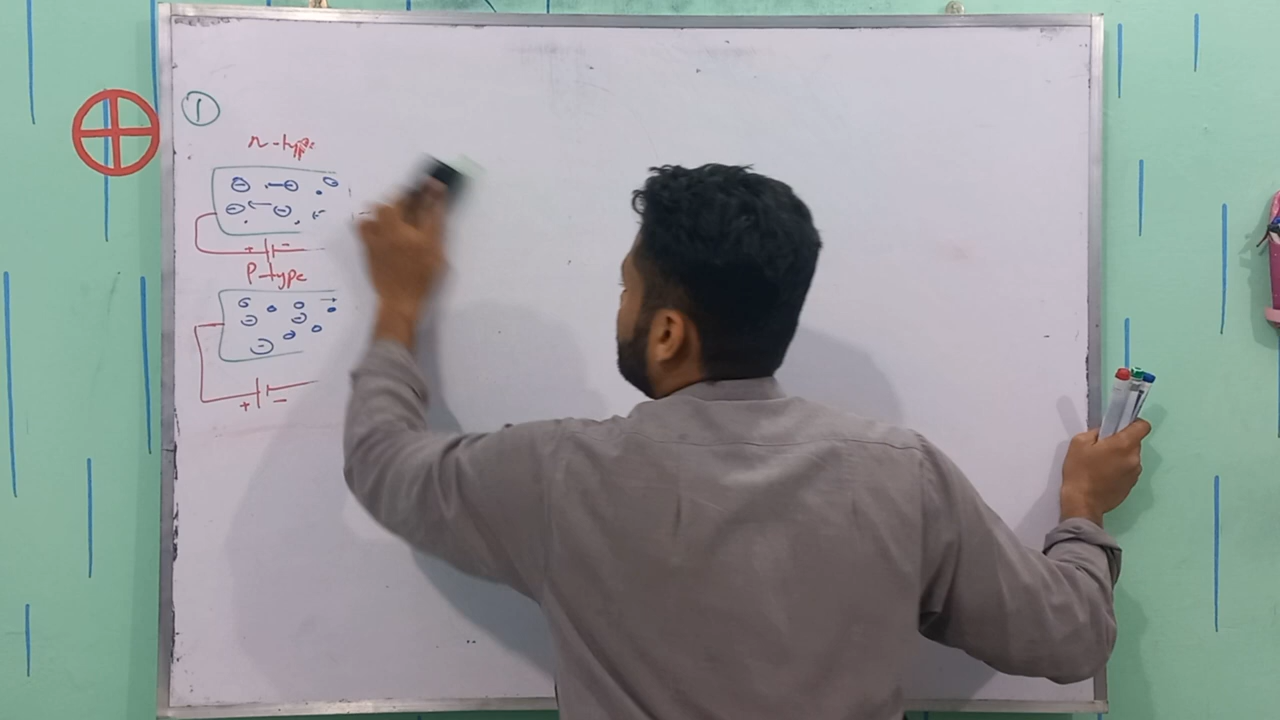 1
n-type
+ -
P-type
+ -